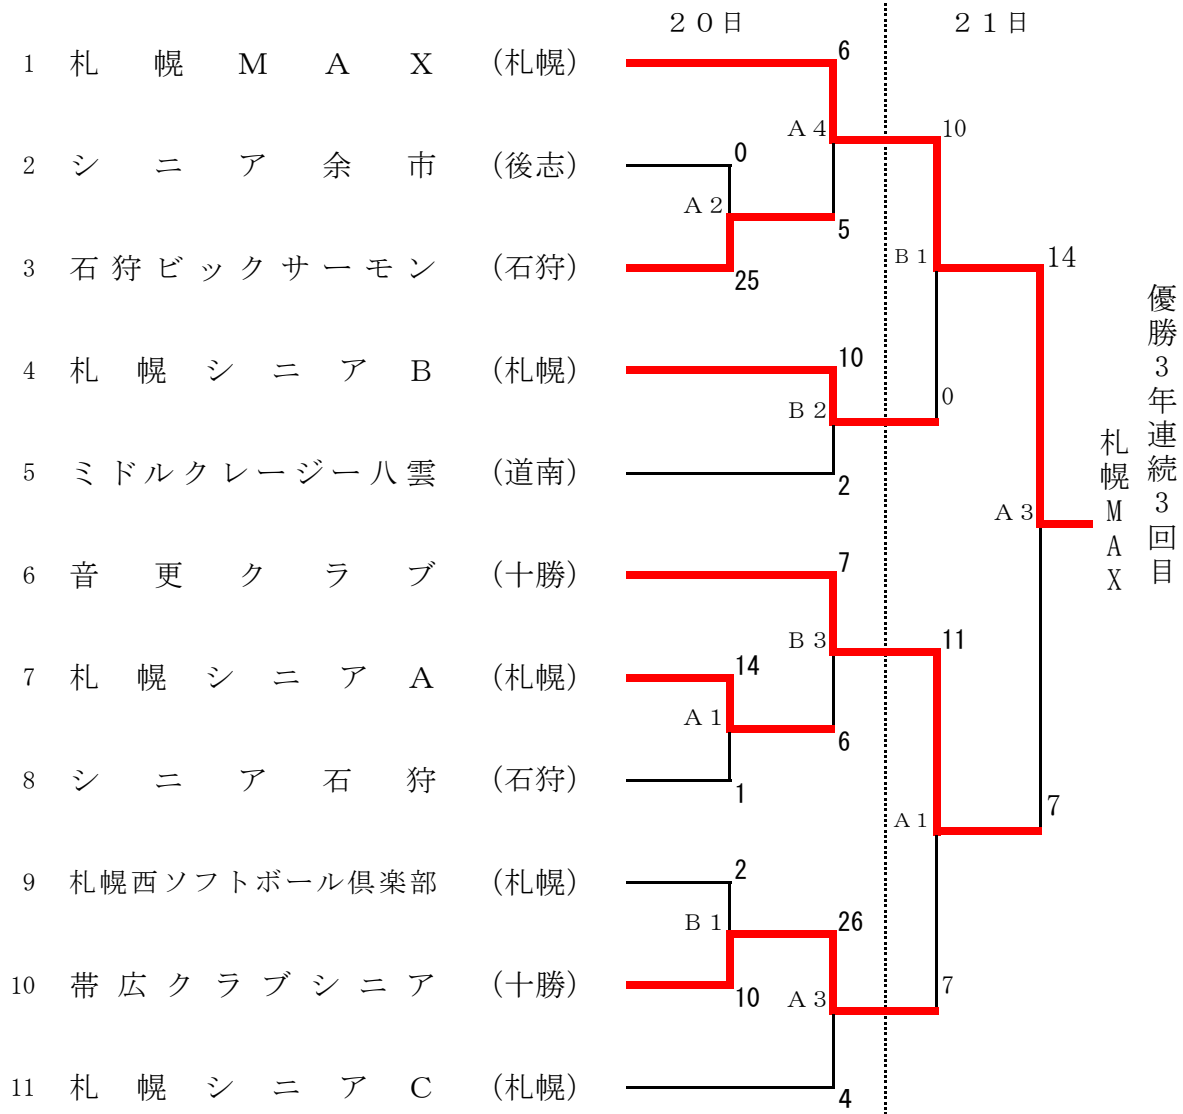 ２０日
２１日
1 札幌ＭＡＸ (札幌)
2 シニア余市 (後志)
3 石狩ビックサーモン (石狩)
4 札幌シニアＢ (札幌)
5 ミドルクレージー八雲 (道南)
6 音更クラブ (十勝)
7 札幌シニアＡ (札幌)
8 シニア石狩 (石狩)
9 札幌西ソフトボール倶楽部 (札幌)
10 帯広クラブシニア (十勝)
11 札幌シニアＣ (札幌)
0
Ａ２
25
14
Ａ１
1
2
Ｂ１
10
6
Ａ４
5
10
Ｂ２
2
7
Ｂ３
6
26
Ａ３
4
10
Ｂ１
0
11
Ａ１
7
14
Ａ３
7
優勝３年連続３回目
札幌ＭＡＸ